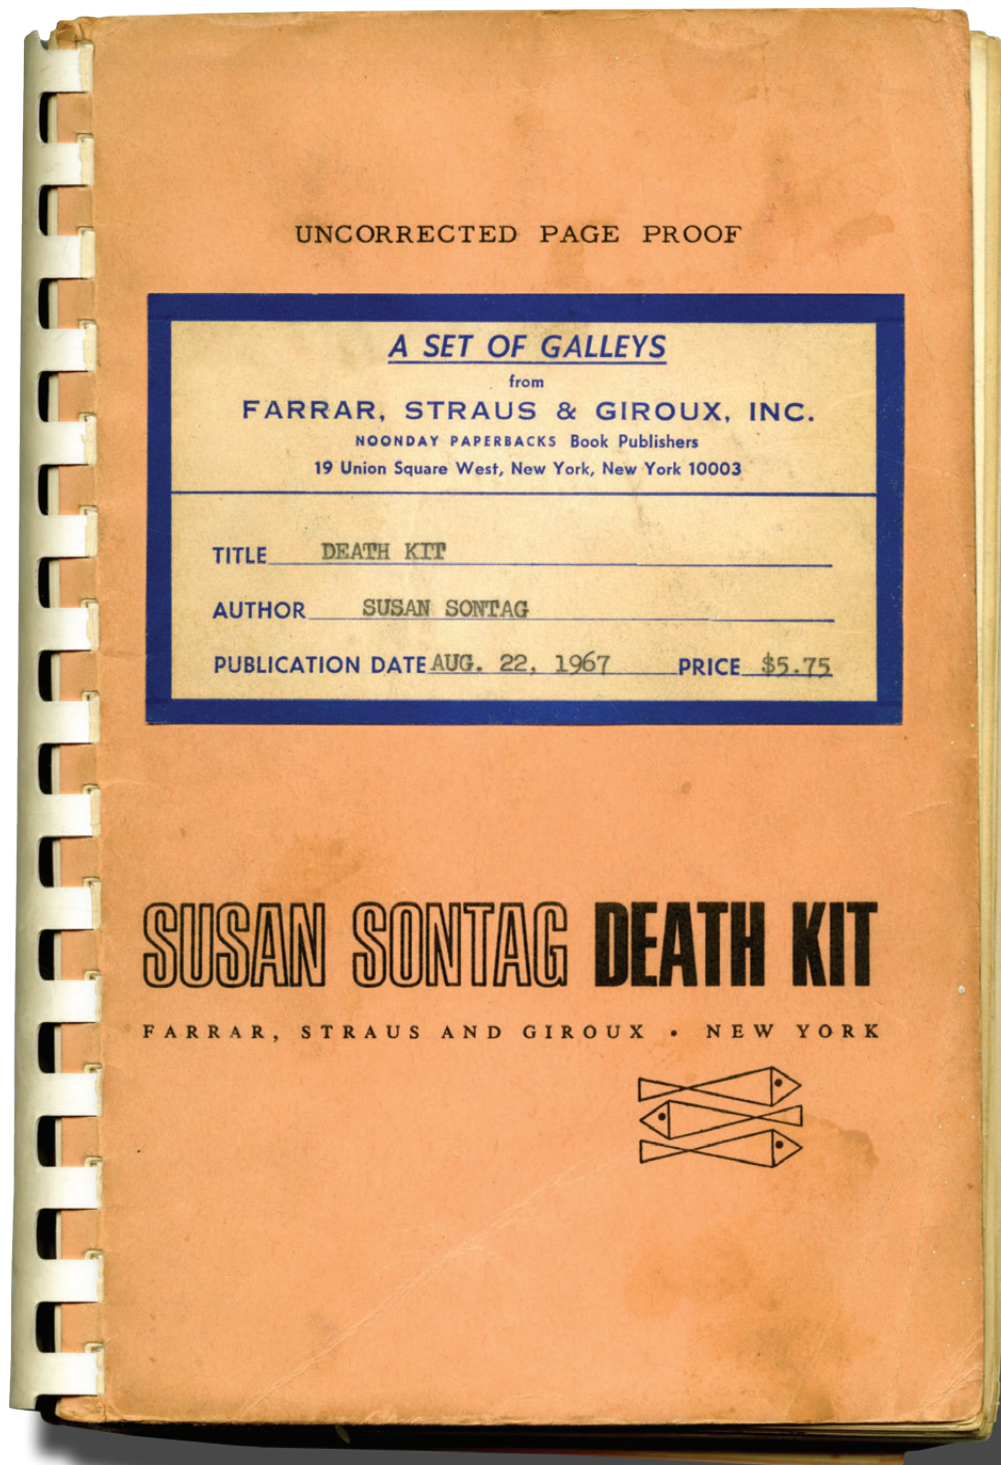 UNCORRECTED PAGE PROOF
A SET OF GALLEYS
from
FARRAR, STRAUS & GIROUX, INC.
NOONDAY PAPERBACKS Book Publishers
19 Union Square West, New York, New York 10003
TITLE DEATH KIT
AUTHOR SUSAN SONTAG
PUBLICATION DATE AUG. 22, 1967 PRICE $5.75
SUSAN SONTAG DEATH KIT
FARRAR, STRAUS AND GIROUX • NEW YORK